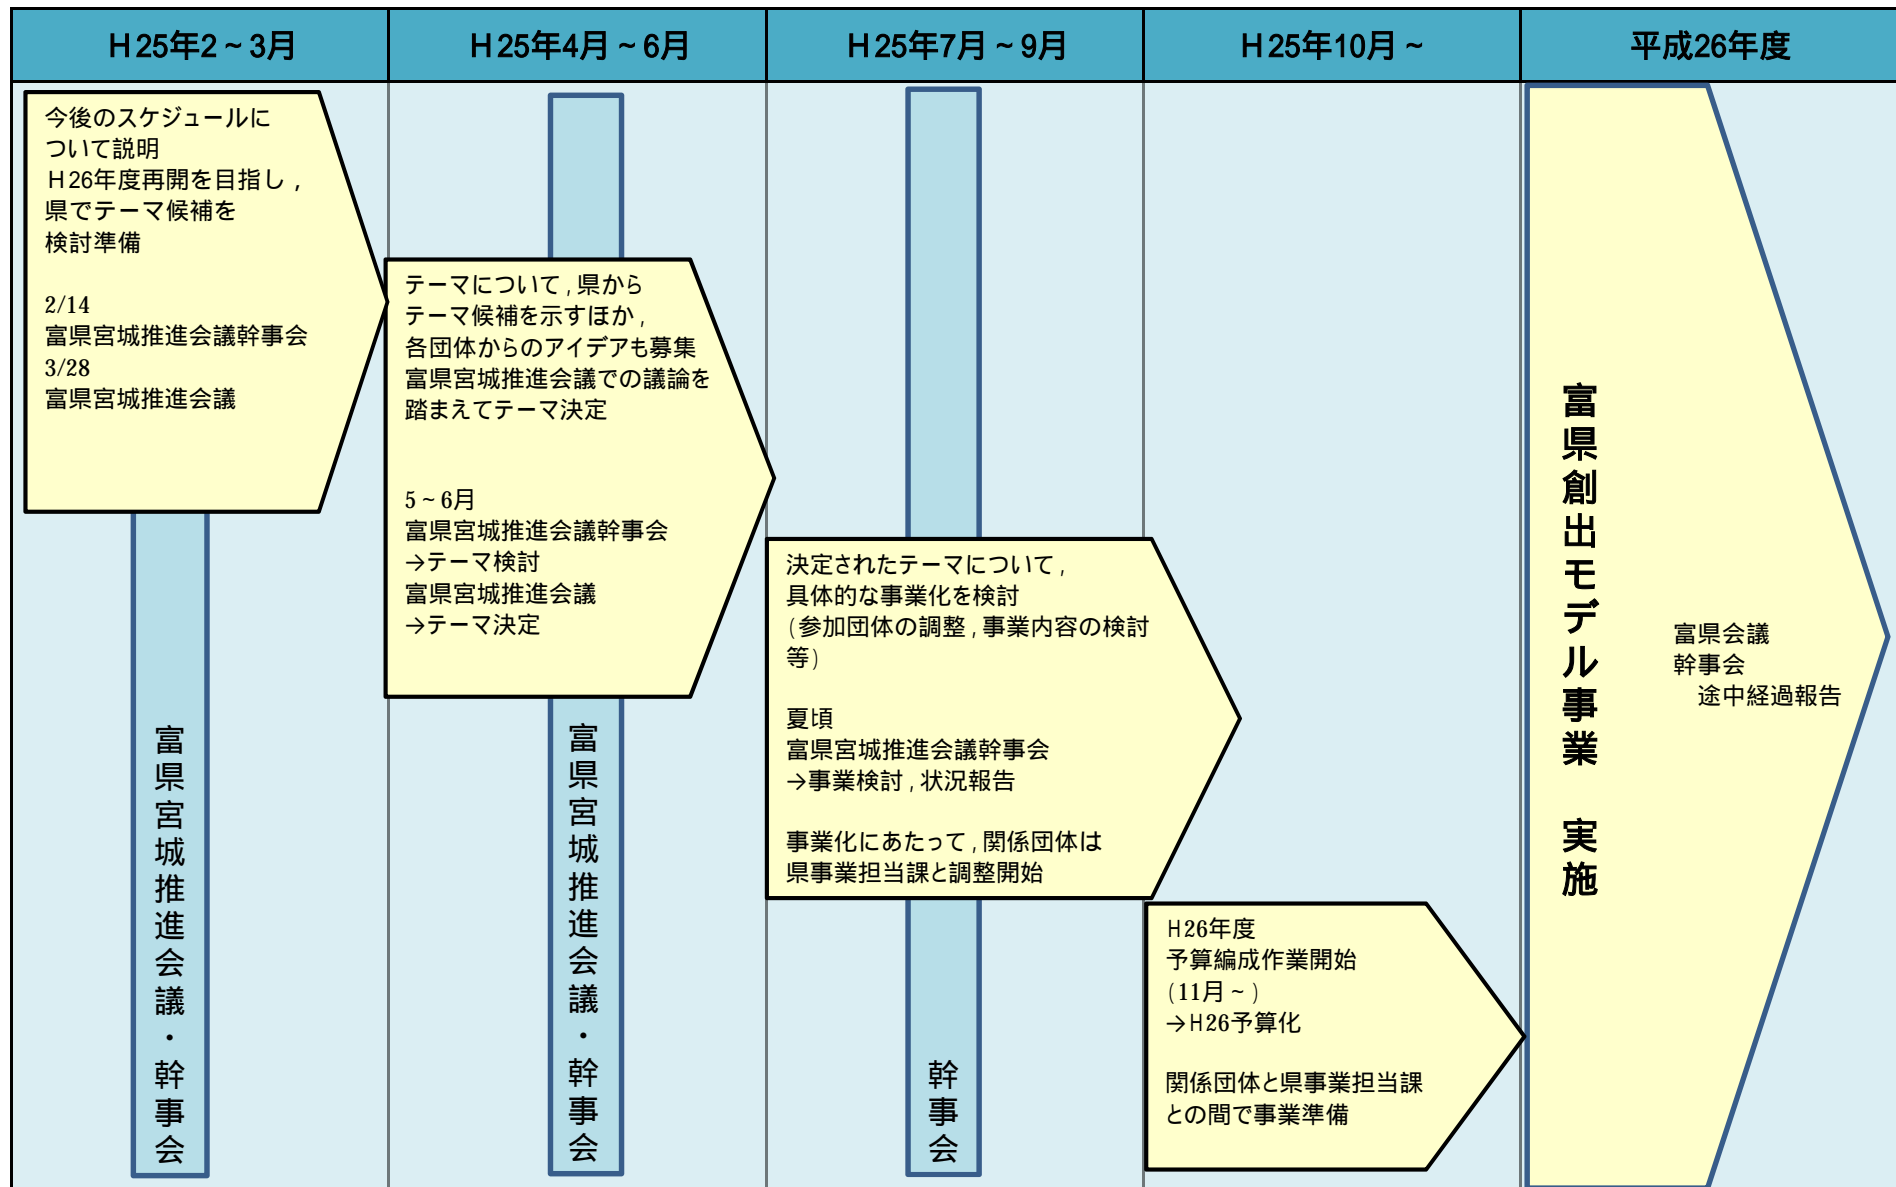 H25年2~3月
H25年4月~6月
H25年7月~9月
H25年10月~
平成26年度
今後のスケジュールに
ついて説明
H26年度再開を目指し,
県でテーマ候補を
検討準備
2/14
富県宮城推進会議幹事会
3/28
富県宮城推進会議
富県宮城推進会議・幹事会
テーマについて,県から
テーマ候補を示すほか,
各団体からのアイデアも募集
富県宮城推進会議での議論を
踏まえてテーマ決定
5~6月
富県宮城推進会議幹事会
→テーマ検討
富県宮城推進会議
→テーマ決定
富県宮城推進会議・幹事会
決定されたテーマについて,
具体的な事業化を検討
(参加団体の調整,事業内容の検討
等)
夏頃
富県宮城推進会議幹事会
→事業検討,状況報告
事業化にあたって,関係団体は
県事業担当課と調整開始
幹事会
H26年度
予算編成作業開始
(11月~)
→H26予算化
関係団体と県事業担当課
との間で事業準備
富県創出モデル事業 実施
富県会議
幹事会
途中経過報告